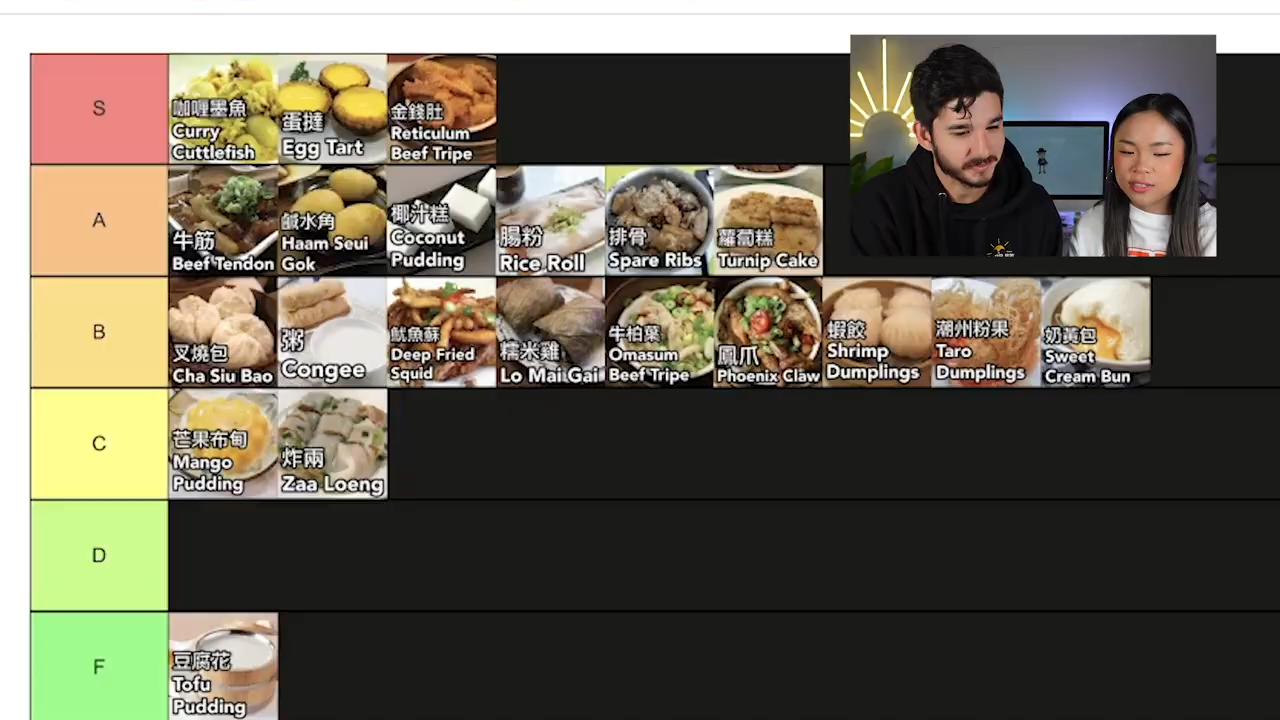 S
咖喱墨魚
Curry
Cuttlefish
蛋撻
Egg Tart
金錢肚
Reticulum
Beef Tripe
A
牛筋
Beef Tendon
鹹水角
Haam Seui
Gok
椰汁糕
Coconut
Pudding
腸粉
Rice Roll
排骨
Spare Ribs
蘿蔔糕
Turnip Cake
B
叉燒包
Cha Siu Bao
粥
Congee
魷魚蘇
Deep Fried
Squid
糯米雞
Lo Mai Gai
牛柏葉
Omasum
Beef Tripe
鳳爪
Phoenix Claw
蝦餃
Shrimp
Dumplings
潮州粉果
Taro
Dumplings
奶黃包
Sweet
Cream Bun
C
芒果布甸
Mango
Pudding
炸兩
Zaa Loeng
D
F
豆腐花
Tofu
Pudding